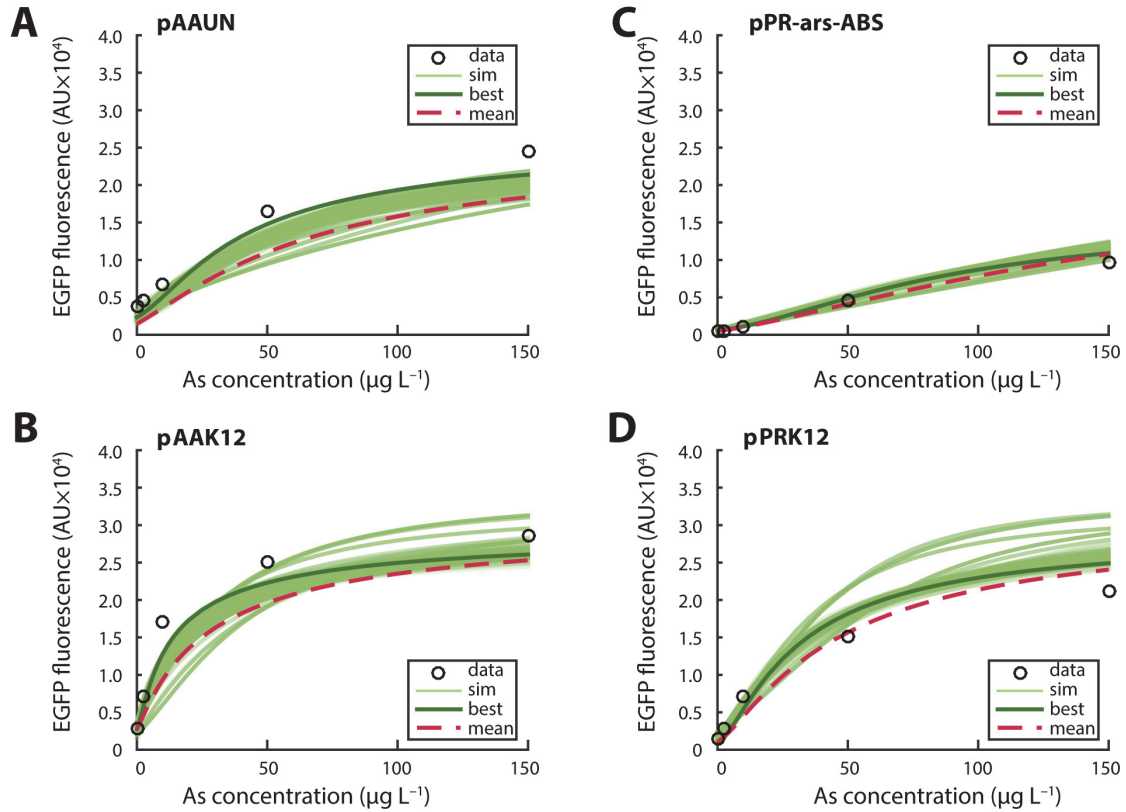 A
pAAUN
EGFP fluorescence (AU×10⁴)
4.0
3.5
3.0
2.5
2.0
1.5
1.0
0.5
0
data
sim
best
mean
0 50 100 150
As concentration (µg L⁻¹)
C
pPR-ars-ABS
EGFP fluorescence (AU×10⁴)
4.0
3.5
3.0
2.5
2.0
1.5
1.0
0.5
0
data
sim
best
mean
0 50 100 150
As concentration (µg L⁻¹)
B
pAAK12
EGFP fluorescence (AU×10⁴)
4.0
3.5
3.0
2.5
2.0
1.5
1.0
0.5
0
data
sim
best
mean
0 50 100 150
As concentration (µg L⁻¹)
D
pPRK12
EGFP fluorescence (AU×10⁴)
4.0
3.5
3.0
2.5
2.0
1.5
1.0
0.5
0
data
sim
best
mean
0 50 100 150
As concentration (µg L⁻¹)